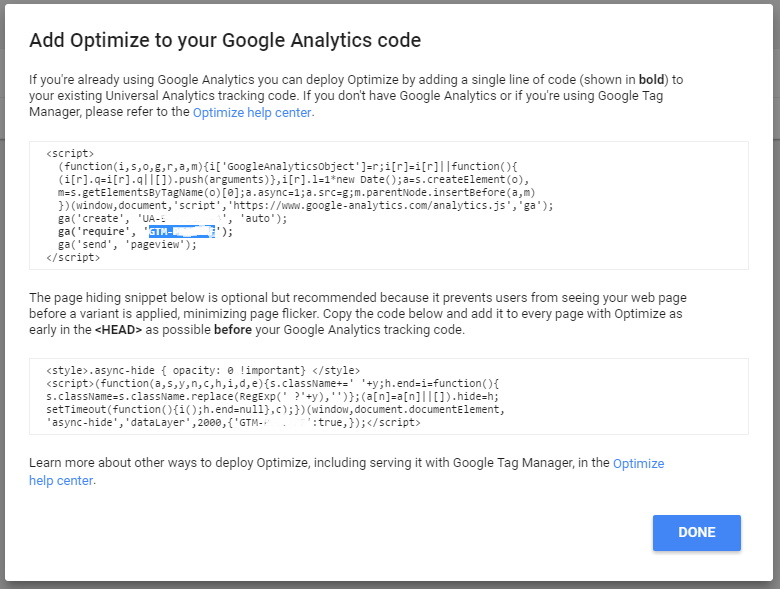 Add Optimize to your Google Analytics code
If you're already using Google Analytics you can deploy Optimize by adding a single line of code (shown in bold) to
your existing Universal Analytics tracking code. If you don't have Google Analytics or if you're using Google Tag
Manager, please refer to the Optimize help center.
<script>
(function(i,s,o,g,r,a,m){i['GoogleAnalyticsObject']=r;i[r]=i[r]||function(){
(i[r].q=i[r].q||[]).push(arguments)},i[r].l=1*new Date();a=s.createElement(o),
m=s.getElementsByTagName(o)[0];a.async=1;a.src=g;m.parentNode.insertBefore(a,m)
})(window,document,'script','https://www.google-analytics.com/analytics.js','ga');
ga('create', 'UA-', 'auto');
ga('require', 'GTM-');
ga('send', 'pageview');
</script>
The page hiding snippet below is optional but recommended because it prevents users from seeing your web page
before a variant is applied, minimizing page flicker. Copy the code below and add it to every page with Optimize as
early in the <HEAD> as possible before your Google Analytics tracking code.
<style>.async-hide { opacity: 0 !important} </style>
<script>(function(a,s,y,n,c,h,i,d,e){s.className+=' '+y;h.end=i=function(){
s.className=s.className.replace(RegExp(' ?'+y),'')};(a[n]=a[n]||[]).hide=h;
setTimeout(function(){i();h.end=null},c);})(window,document.documentElement,
'async-hide','dataLayer',2000,{'GTM-':true,});</script>
Learn more about other ways to deploy Optimize, including serving it with Google Tag Manager, in the Optimize
help center.
DONE